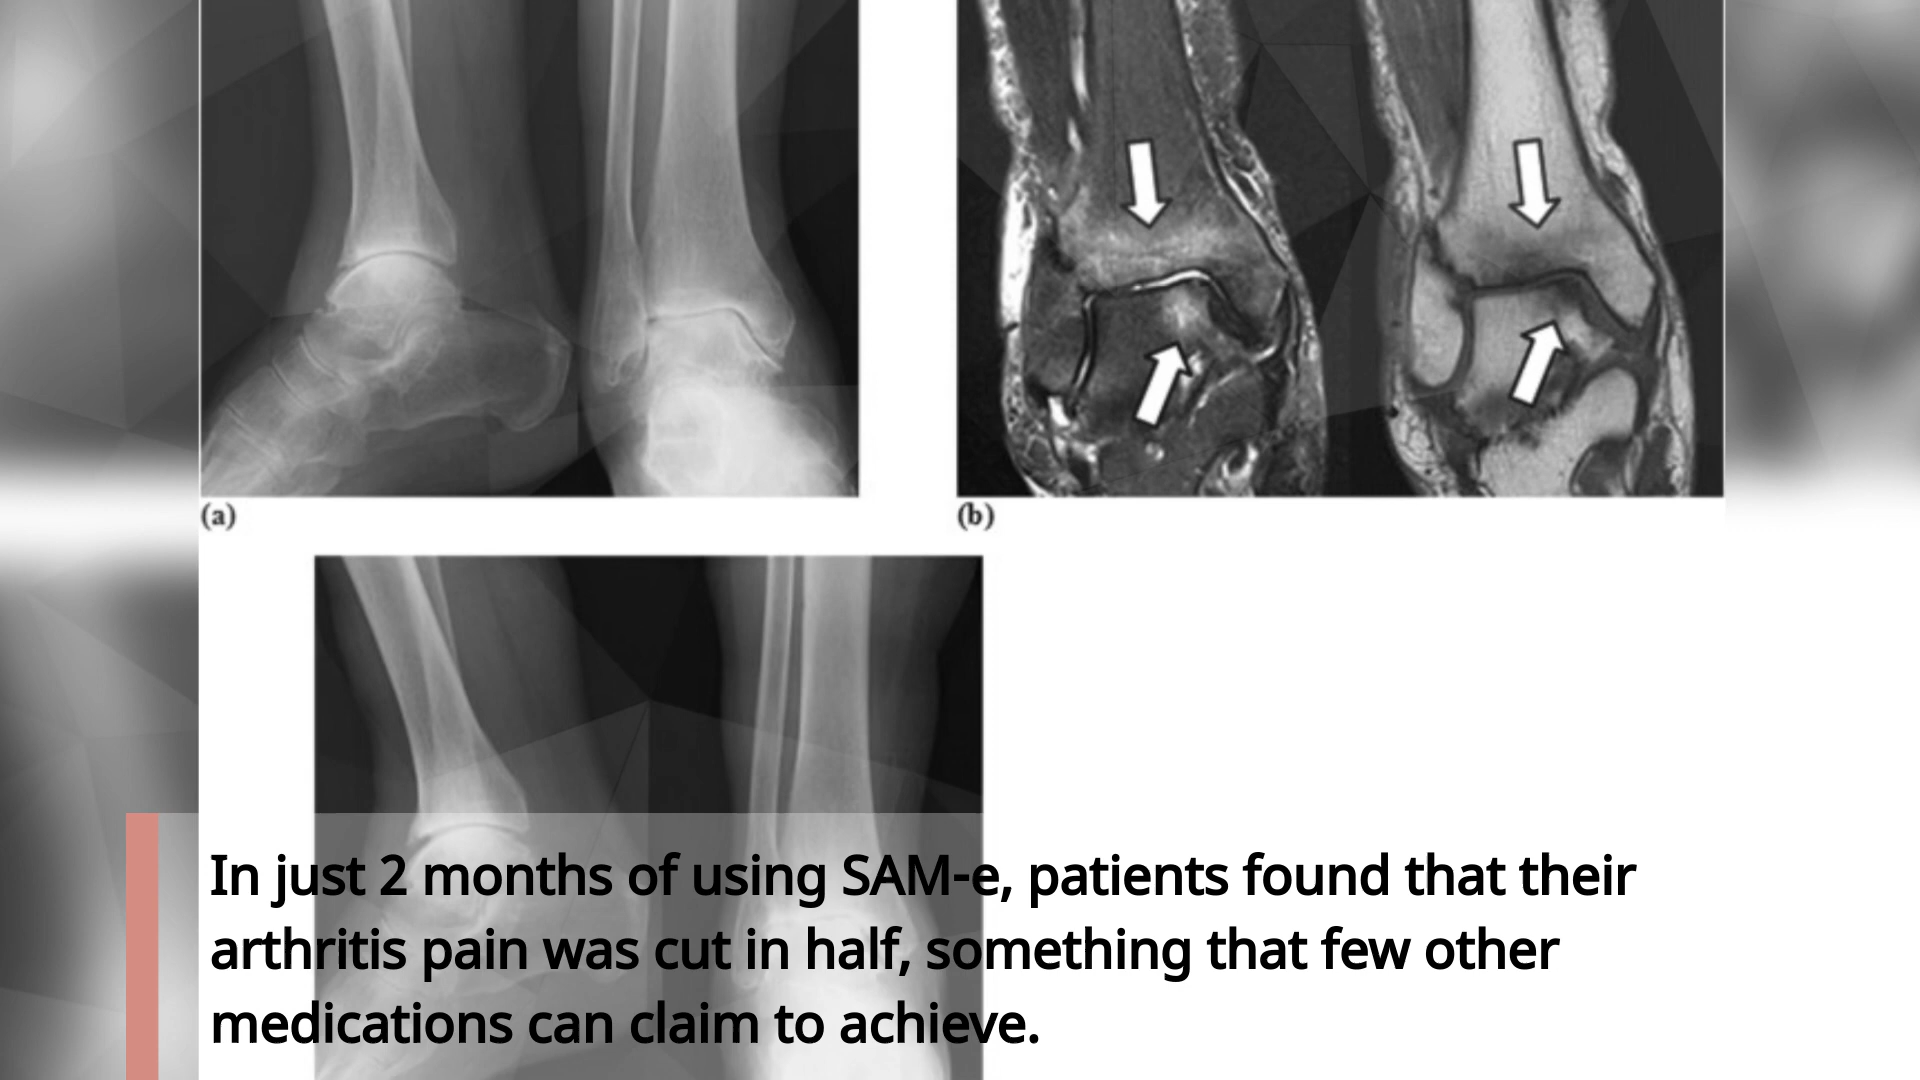 (a)
(b)
In just 2 months of using SAM-e, patients found that their
arthritis pain was cut in half, something that few other
medications can claim to achieve.